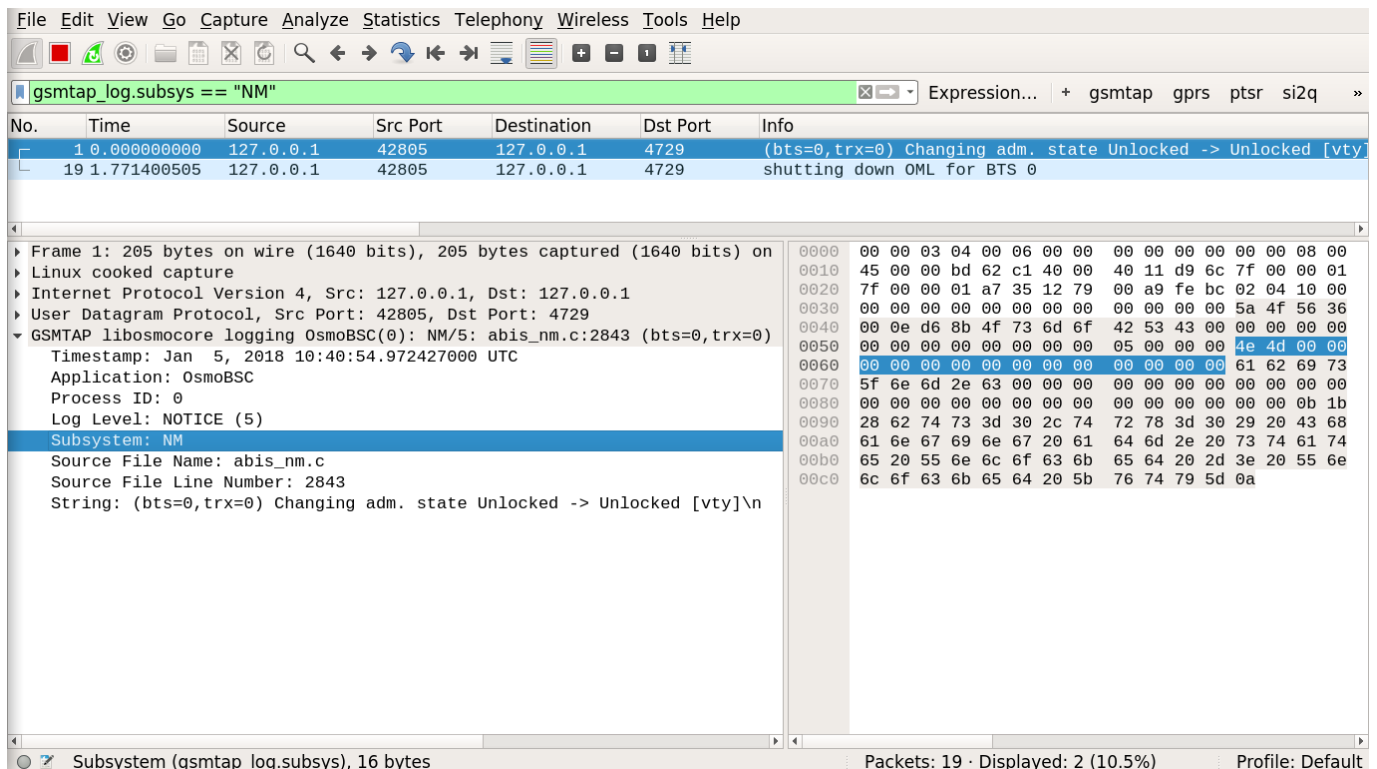 File Edit View Go Capture Analyze Statistics Telephony Wireless Tools Help
gsmtap_log.subsys == "NM" Expression… + gsmtap gprs ptsr si2q »
No. Time Source Src Port Destination Dst Port Info
1 0.000000000 127.0.0.1 42805 127.0.0.1 4729 (bts=0,trx=0) Changing adm. state Unlocked -> Unlocked [vty]
19 1.771400505 127.0.0.1 42805 127.0.0.1 4729 shutting down OML for BTS 0
Frame 1: 205 bytes on wire (1640 bits), 205 bytes captured (1640 bits) on
Linux cooked capture
Internet Protocol Version 4, Src: 127.0.0.1, Dst: 127.0.0.1
User Datagram Protocol, Src Port: 42805, Dst Port: 4729
GSMTAP libosmocore logging OsmoBSC(0): NM/5: abis_nm.c:2843 (bts=0,trx=0)
Timestamp: Jan 5, 2018 10:40:54.972427000 UTC
Application: OsmoBSC
Process ID: 0
Log Level: NOTICE (5)
Subsystem: NM
Source File Name: abis_nm.c
Source File Line Number: 2843
String: (bts=0,trx=0) Changing adm. state Unlocked -> Unlocked [vty]\n
0000 00 00 03 04 00 06 00 00 00 00 00 00 00 00 08 00
0010 45 00 00 bd 62 c1 40 00 40 11 d9 6c 7f 00 00 01
0020 7f 00 00 01 a7 35 12 79 00 a9 fe bc 02 04 10 00
0030 00 00 00 00 00 00 00 00 00 00 00 00 5a 4f 56 36
0040 00 0e d6 8b 4f 73 6d 6f 42 53 43 00 00 00 00 00
0050 00 00 00 00 00 00 00 00 05 00 00 00 4e 4d 00 00
0060 00 00 00 00 00 00 00 00 00 00 00 00 61 62 69 73
0070 5f 6e 6d 2e 63 00 00 00 00 00 00 00 00 00 00 00
0080 00 00 00 00 00 00 00 00 00 00 00 00 00 00 0b 1b
0090 28 62 74 73 3d 30 2c 74 72 78 3d 30 29 20 43 68
00a0 61 6e 67 69 6e 67 20 61 64 6d 2e 20 73 74 61 74
00b0 65 20 55 6e 6c 6f 63 6b 65 64 20 2d 3e 20 55 6e
00c0 6c 6f 63 6b 65 64 20 5b 76 74 79 5d 0a
Subsystem (gsmtap_log.subsys), 16 bytes Packets: 19 · Displayed: 2 (10.5%) Profile: Default